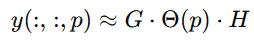 y(:, :, p) ≈ G · Θ(p) · H